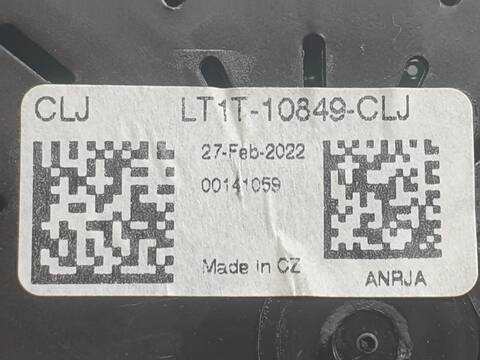 CLJ LT1T-10849-CLJ
27-Feb-2022
00141059
Made in CZ
ANRJA